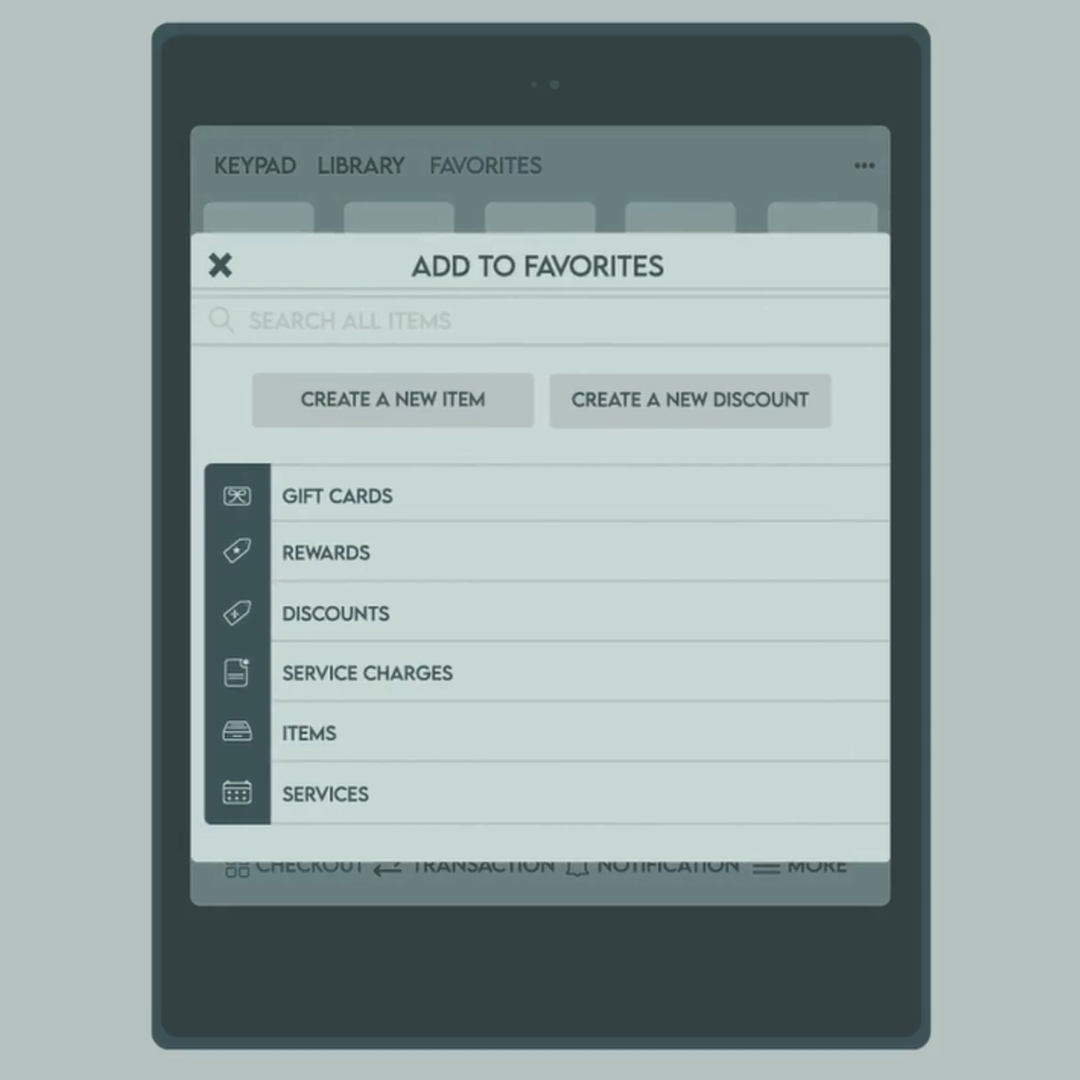 KEYPAD LIBRARY FAVORITES
ADD TO FAVORITES
SEARCH ALL ITEMS
CREATE A NEW ITEM CREATE A NEW DISCOUNT
GIFT CARDS
REWARDS
DISCOUNTS
SERVICE CHARGES
ITEMS
SERVICES
CHECKOUT TRANSACTION NOTIFICATION MORE